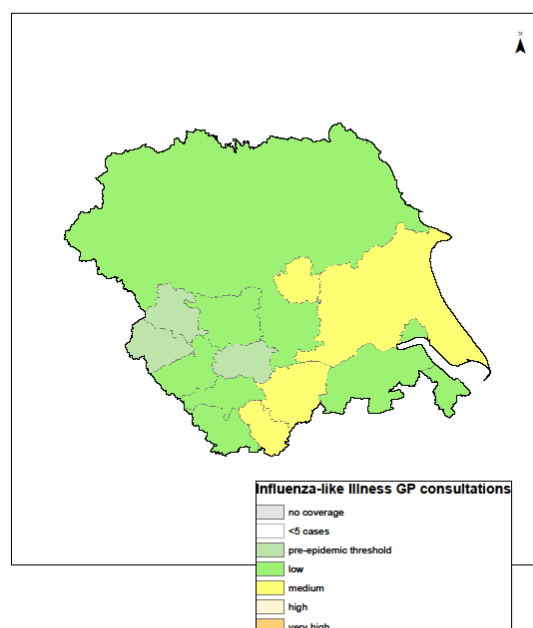 N
Influenza-like Illness GP consultations
no coverage
<5 cases
pre-epidemic threshold
low
medium
high
very high